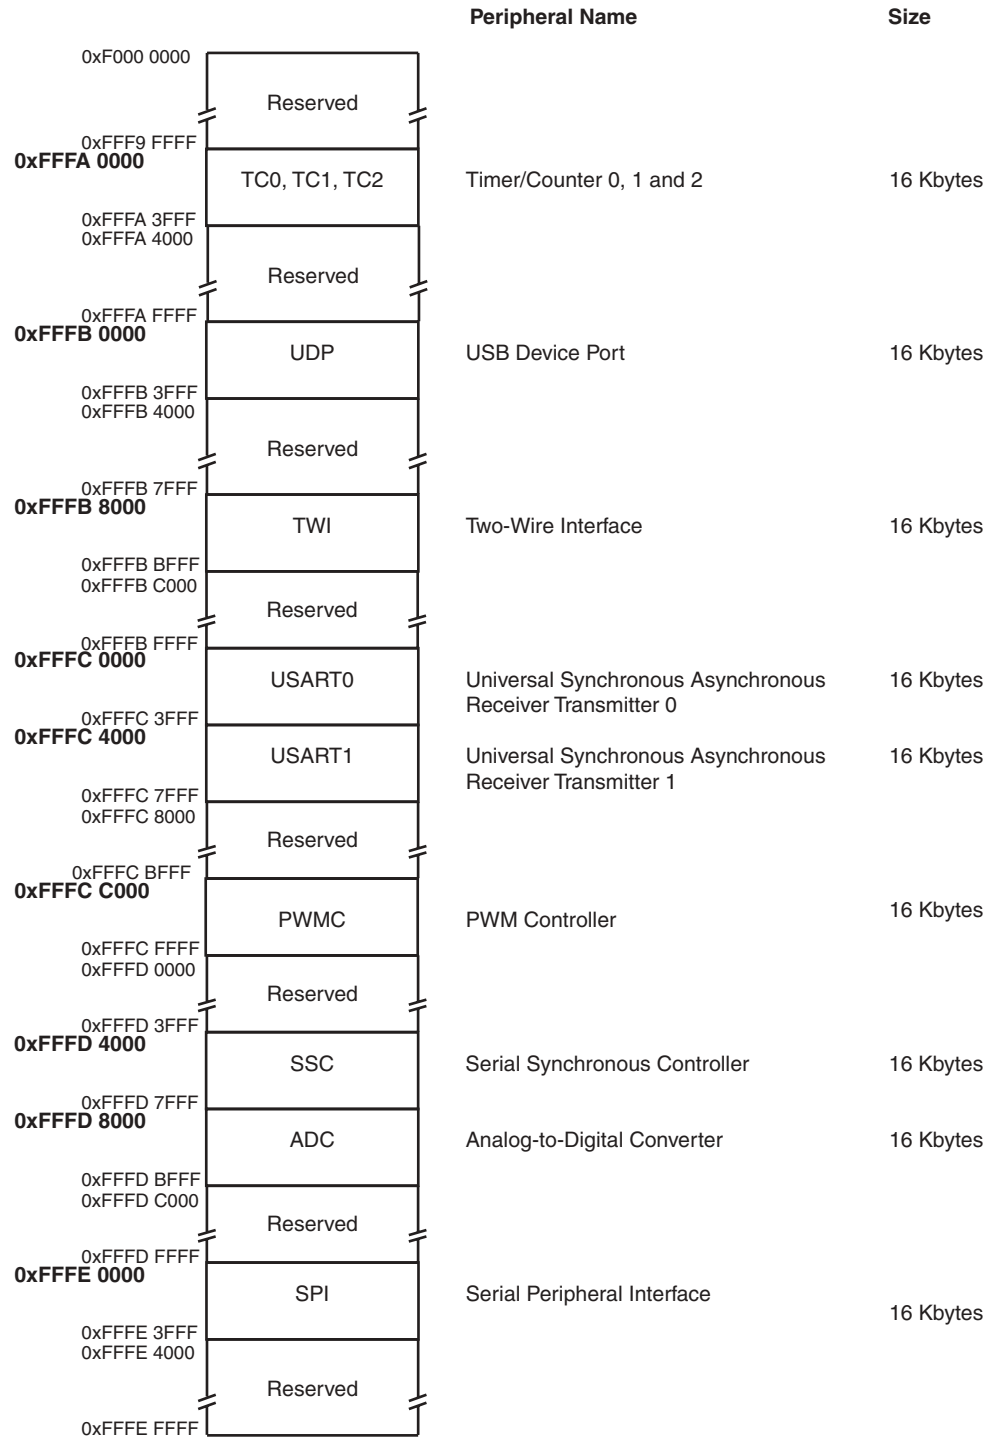 Peripheral Name Size
0xF000 0000
Reserved
0xFFF9 FFFF
0xFFFA 0000
TC0, TC1, TC2 Timer/Counter 0, 1 and 2 16 Kbytes
0xFFFA 3FFF
0xFFFA 4000
Reserved
0xFFFA FFFF
0xFFFB 0000
UDP USB Device Port 16 Kbytes
0xFFFB 3FFF
0xFFFB 4000
Reserved
0xFFFB 7FFF
0xFFFB 8000
TWI Two-Wire Interface 16 Kbytes
0xFFFB BFFF
0xFFFB C000
Reserved
0xFFFB FFFF
0xFFFC 0000
USART0 Universal Synchronous Asynchronous 16 Kbytes
Receiver Transmitter 0
0xFFFC 3FFF
0xFFFC 4000
USART1 Universal Synchronous Asynchronous 16 Kbytes
Receiver Transmitter 1
0xFFFC 7FFF
0xFFFC 8000
Reserved
0xFFFC BFFF
0xFFFC C000
PWMC PWM Controller 16 Kbytes
0xFFFC FFFF
0xFFFD 0000
Reserved
0xFFFD 3FFF
0xFFFD 4000
SSC Serial Synchronous Controller 16 Kbytes
0xFFFD 7FFF
0xFFFD 8000
ADC Analog-to-Digital Converter 16 Kbytes
0xFFFD BFFF
0xFFFD C000
Reserved
0xFFFD FFFF
0xFFFE 0000
SPI Serial Peripheral Interface 16 Kbytes
0xFFFE 3FFF
0xFFFE 4000
Reserved
0xFFFE FFFF